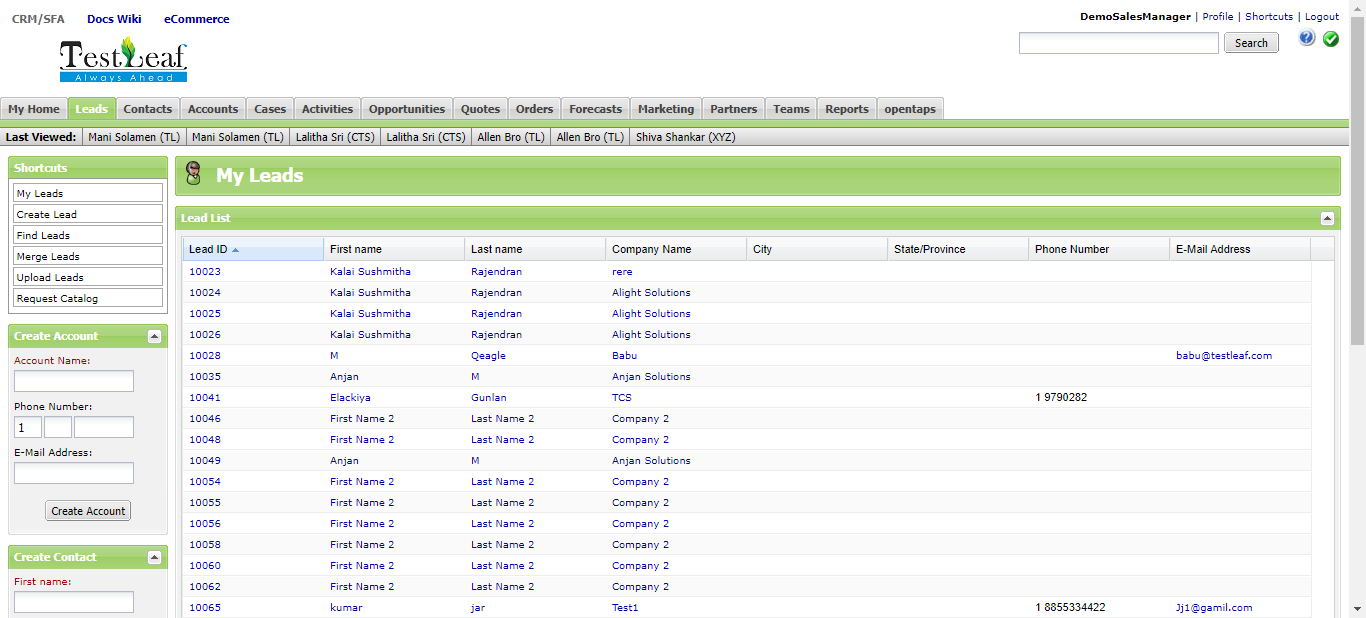 CRM/SFA Docs Wiki eCommerce
DemoSalesManager | Profile | Shortcuts | Logout
TestLeaf
Always Ahead
Search
My Home Leads Contacts Accounts Cases Activities Opportunities Quotes Orders Forecasts Marketing Partners Teams Reports opentaps
Last Viewed: Mani Solamen (TL) Mani Solamen (TL) Lalitha Sri (CTS) Lalitha Sri (CTS) Allen Bro (TL) Allen Bro (TL) Shiva Shankar (XYZ)
Shortcuts
My Leads
Create Lead
Find Leads
Merge Leads
Upload Leads
Request Catalog
Create Account
Account Name:
Phone Number:
1
E-Mail Address:
Create Account
Create Contact
First name:
My Leads
Lead List
Lead ID First name Last name Company Name City State/Province Phone Number E-Mail Address
10023 Kalai Sushmitha Rajendran rere
10024 Kalai Sushmitha Rajendran Alight Solutions
10025 Kalai Sushmitha Rajendran Alight Solutions
10026 Kalai Sushmitha Rajendran Alight Solutions
10028 M Qeagle Babu babu@testleaf.com
10035 Anjan M Anjan Solutions
10041 Elackiya Gunlan TCS 1 9790282
10046 First Name 2 Last Name 2 Company 2
10048 First Name 2 Last Name 2 Company 2
10049 Anjan M Anjan Solutions
10054 First Name 2 Last Name 2 Company 2
10055 First Name 2 Last Name 2 Company 2
10056 First Name 2 Last Name 2 Company 2
10058 First Name 2 Last Name 2 Company 2
10060 First Name 2 Last Name 2 Company 2
10062 First Name 2 Last Name 2 Company 2
10065 kumar jar Test1 1 8855334422 Jj1@gamil.com